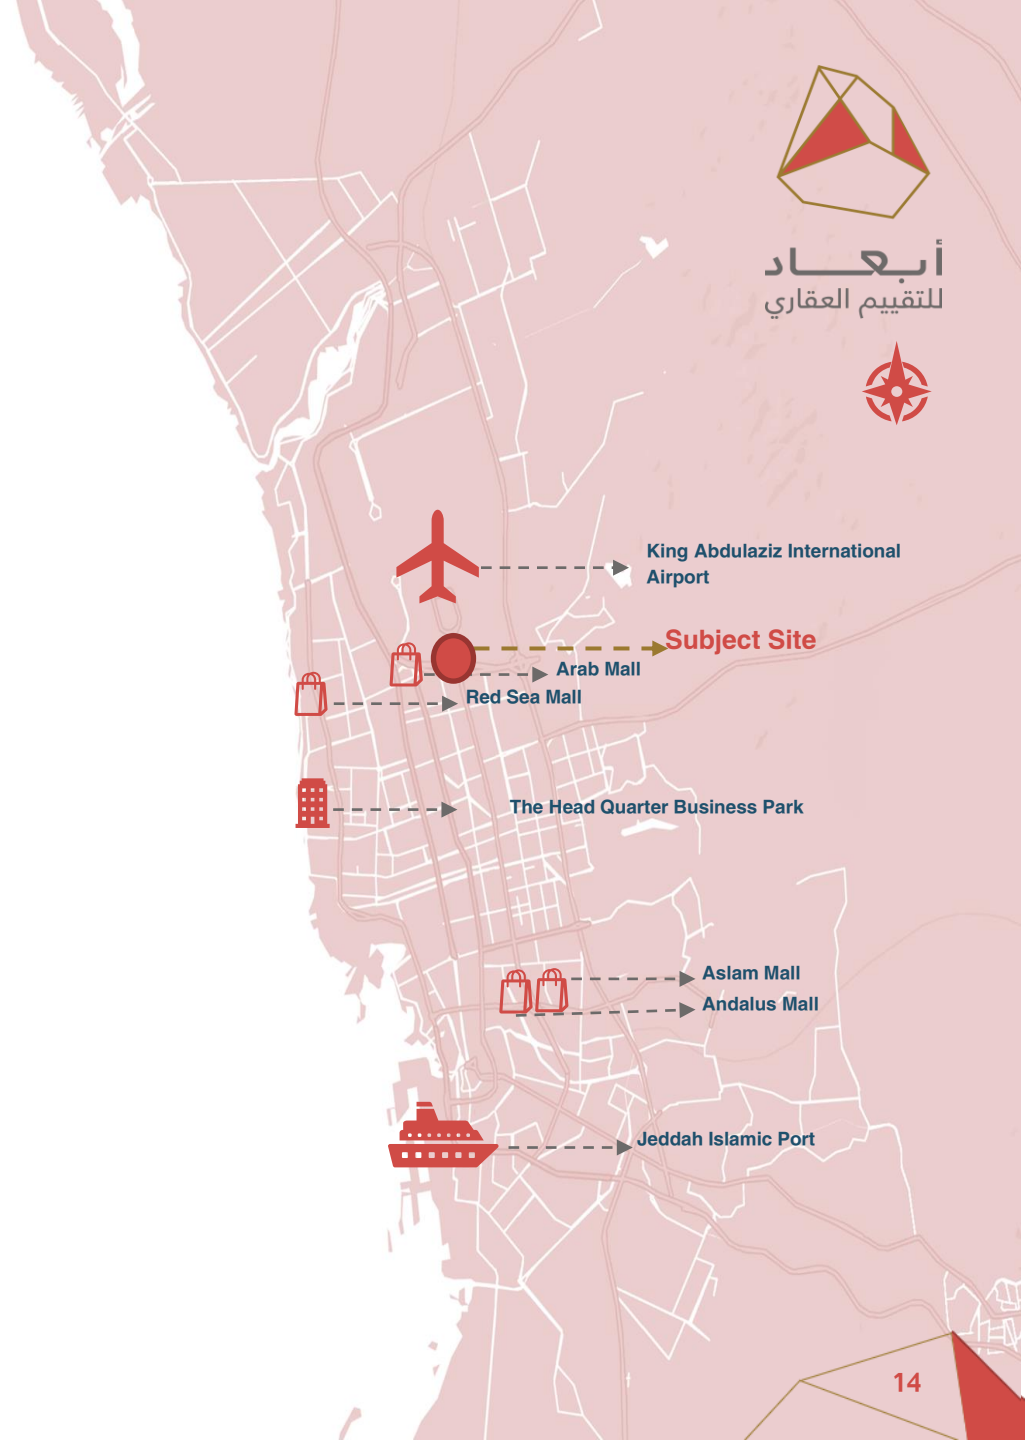 أبعاد
للتقييم العقاري
King Abdulaziz International
Airport
Subject Site
Arab Mall
Red Sea Mall
The Head Quarter Business Park
Aslam Mall
Andalus Mall
Jeddah Islamic Port
14